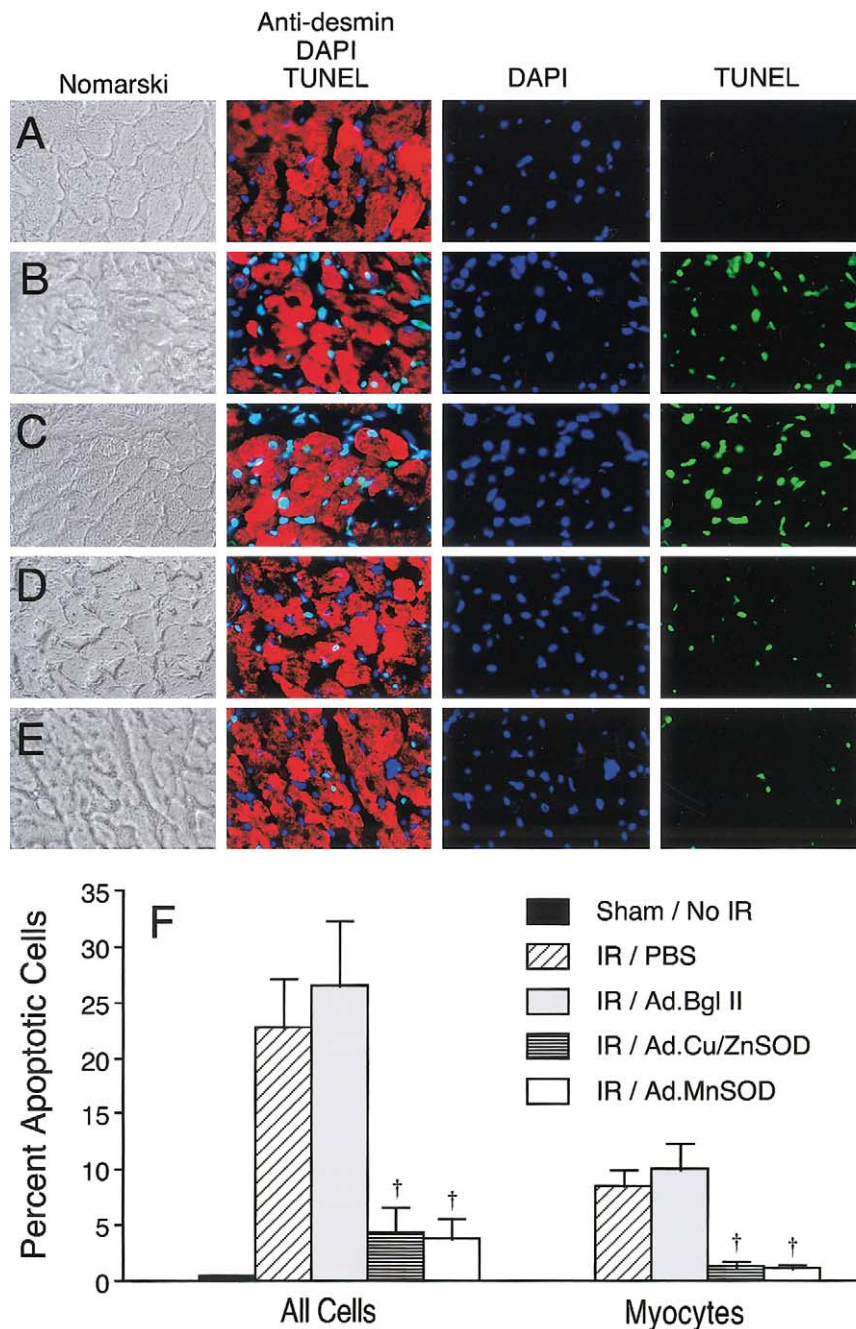 Nomarski
Anti-desmin
DAPI
TUNEL
DAPI
TUNEL
A
B
C
D
E
F
Percent Apoptotic Cells
35
30
25
20
15
10
5
0
Sham / No IR
IR / PBS
IR / Ad.Bgl II
IR / Ad.Cu/ZnSOD
IR / Ad.MnSOD
† † † †
All Cells
Myocytes